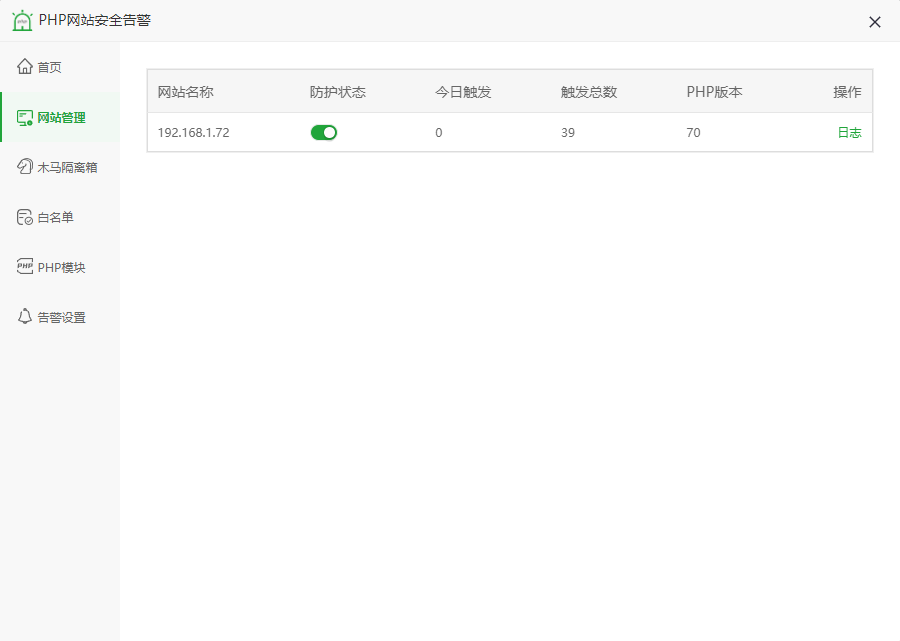 PHP网站安全告警
首页
网站管理
木马隔离箱
白名单
PHP模块
告警设置
网站名称 防护状态 今日触发 触发总数 PHP版本 操作
192.168.1.72 0 39 70 日志